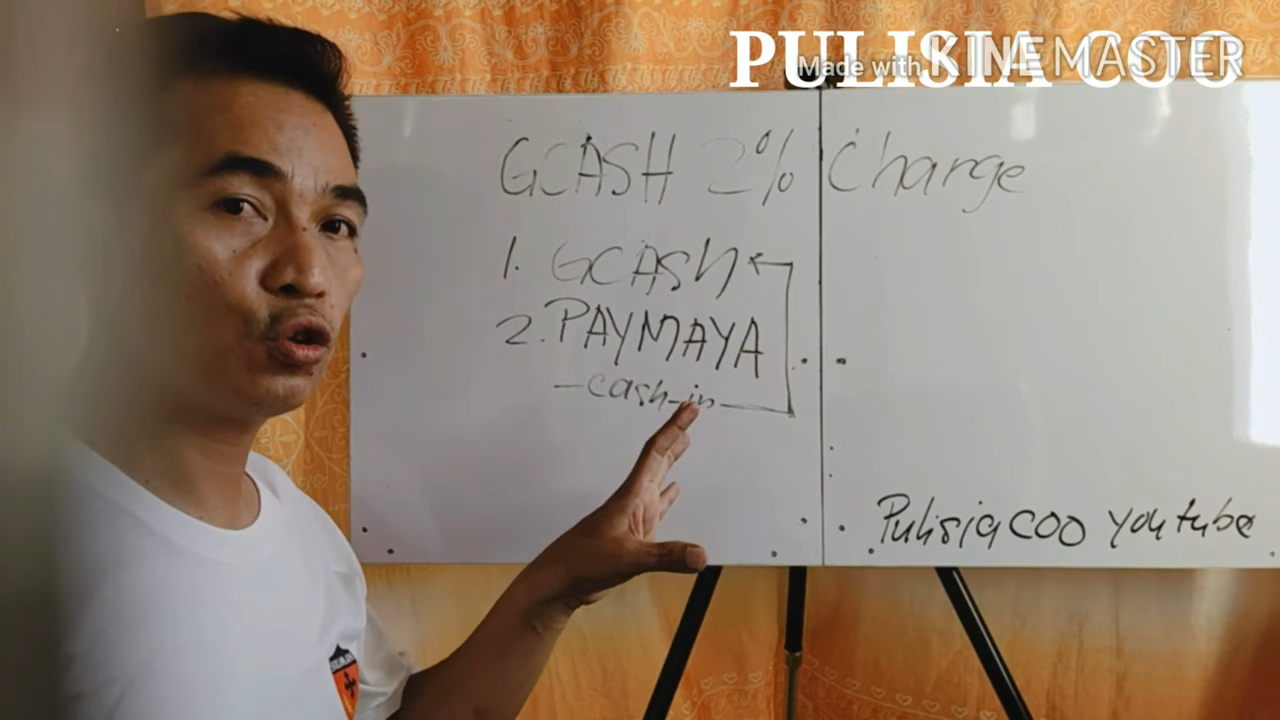 PULISIA COO
Made with KINEMASTER
GCASH 2% Charge
1. GCASH
2. PAYMAYA
-cash-in
Pulisia COO youtube